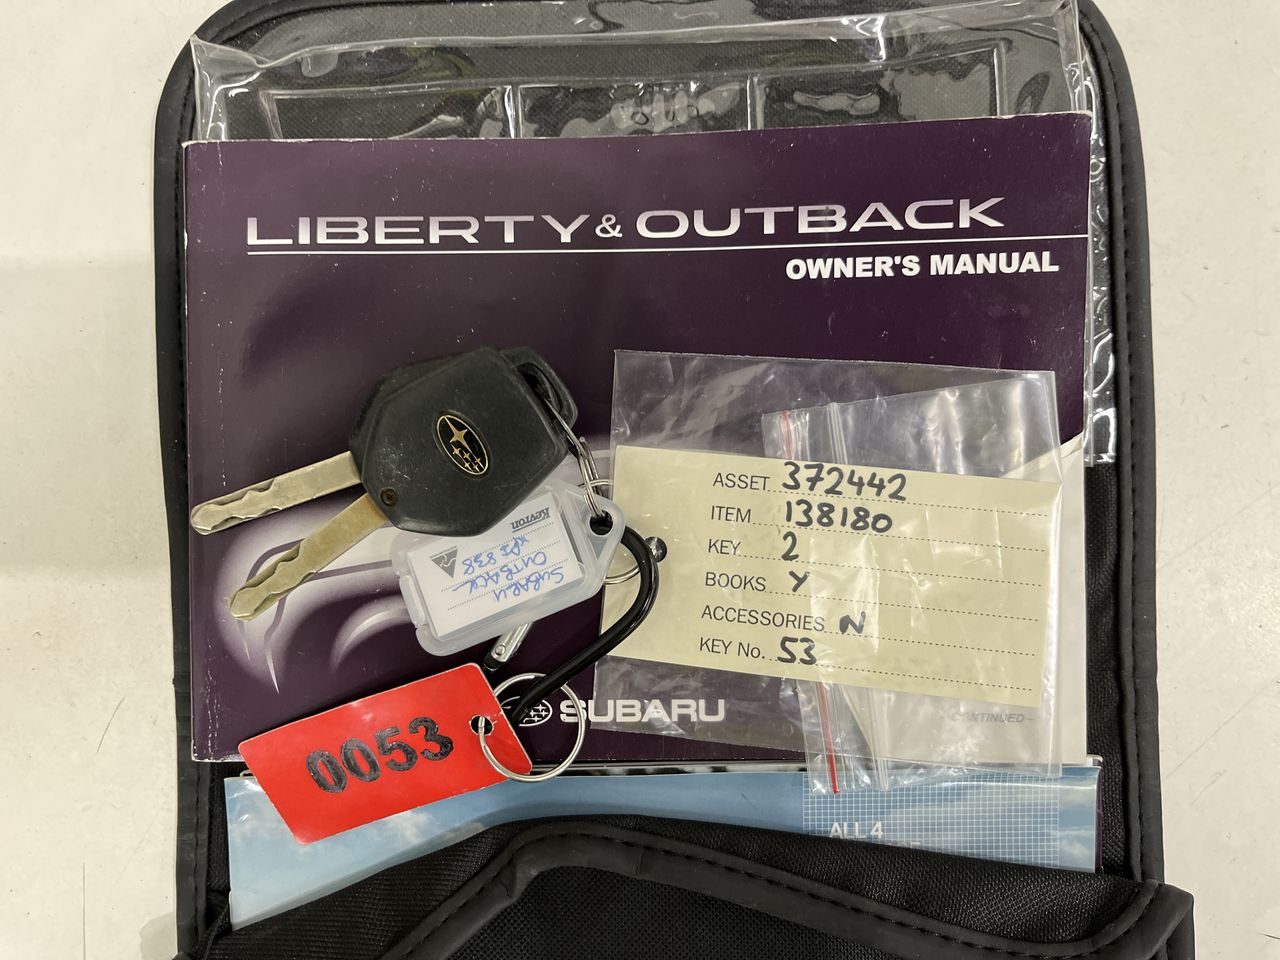 LIBERTY & OUTBACK
OWNER'S MANUAL
ASSET 372442
ITEM 138180
KEY 2
BOOKS Y
ACCESSORIES N
KEY No. 53
Kevron
SUBARU
OUTBACK
SUBARU
- CONTINUED -
0053
ALL 4